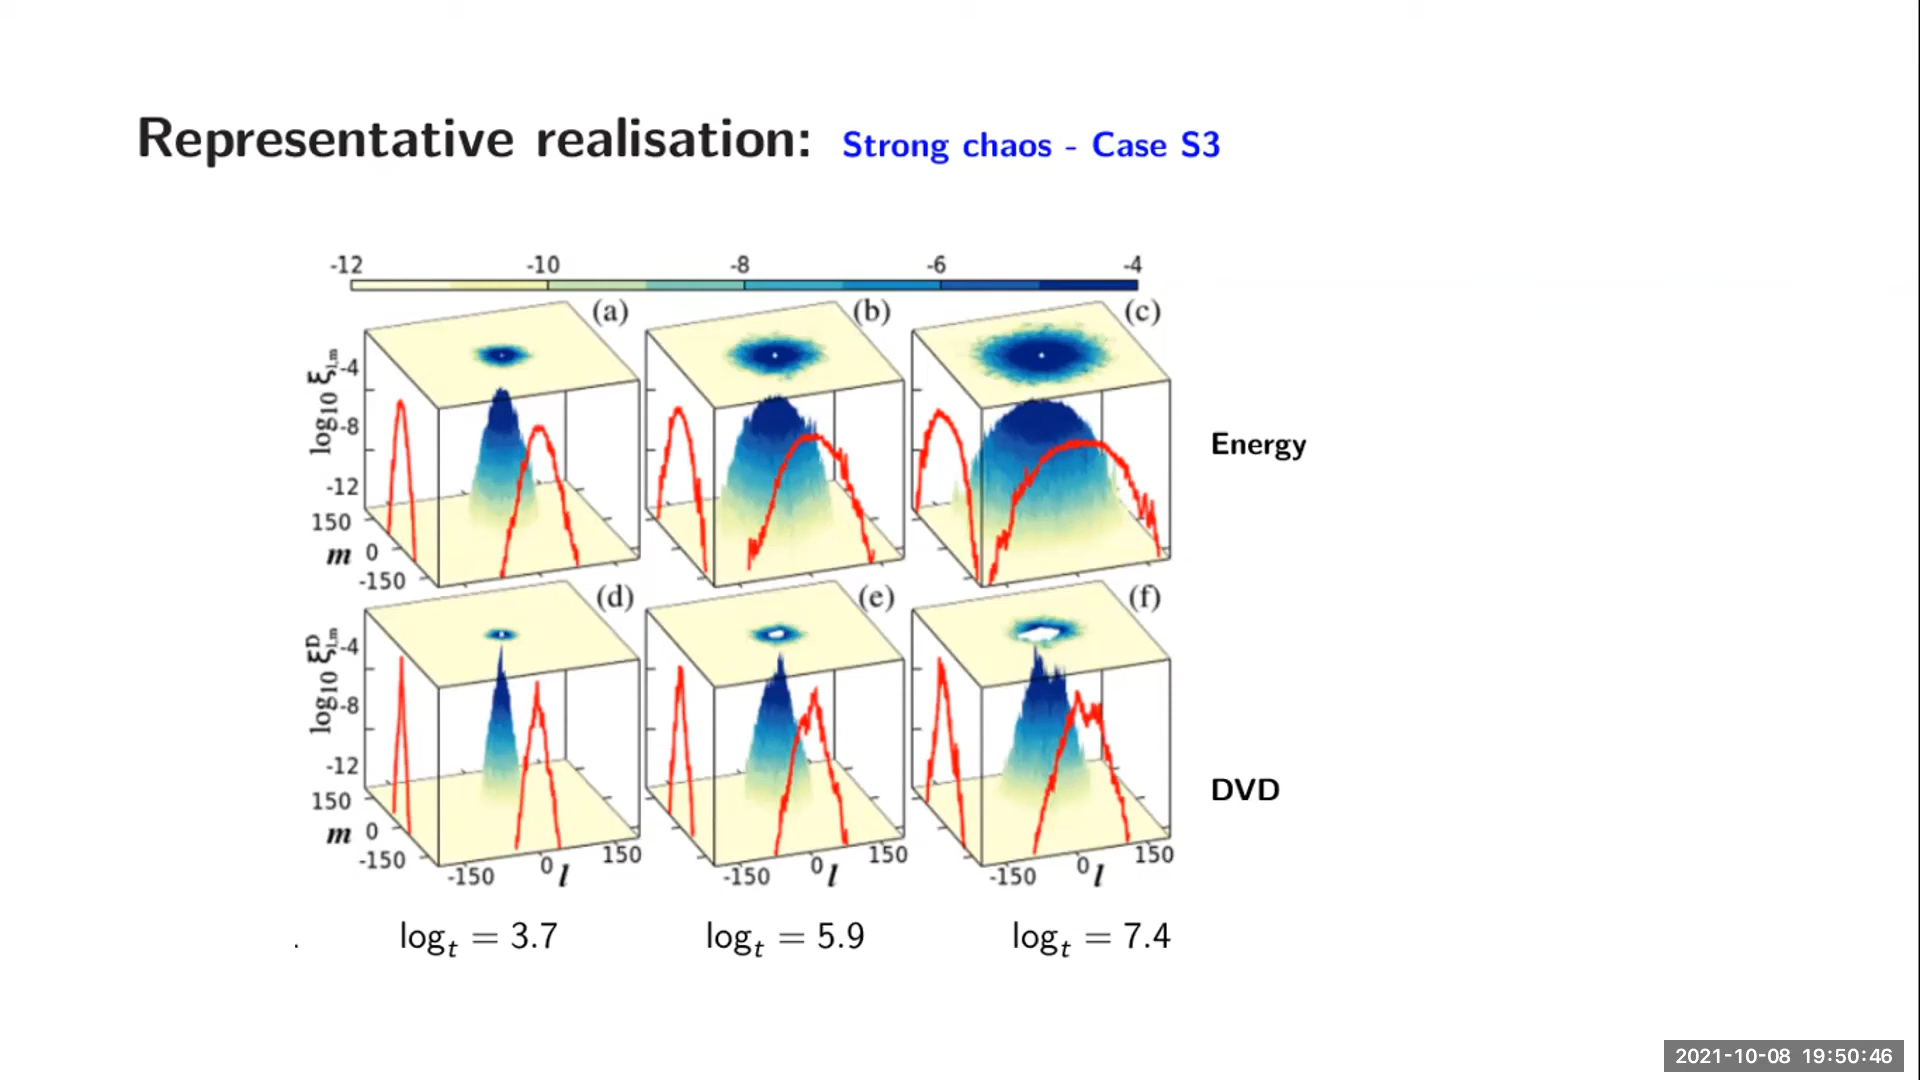 Representative realisation: Strong chaos - Case S3
-12 -10 -8 -6 -4
(a) (b) (c)
log10 ξl,m
-4
-8
-12
150
m 0
-150
Energy
(d) (e) (f)
log10 ξDl,m
-4
-8
-12
150
m 0
-150
DVD
-150 0 l 150
-150 0 l 150
-150 0 l 150
. logt = 3.7 logt = 5.9 logt = 7.4
2021-10-08 19:50:46